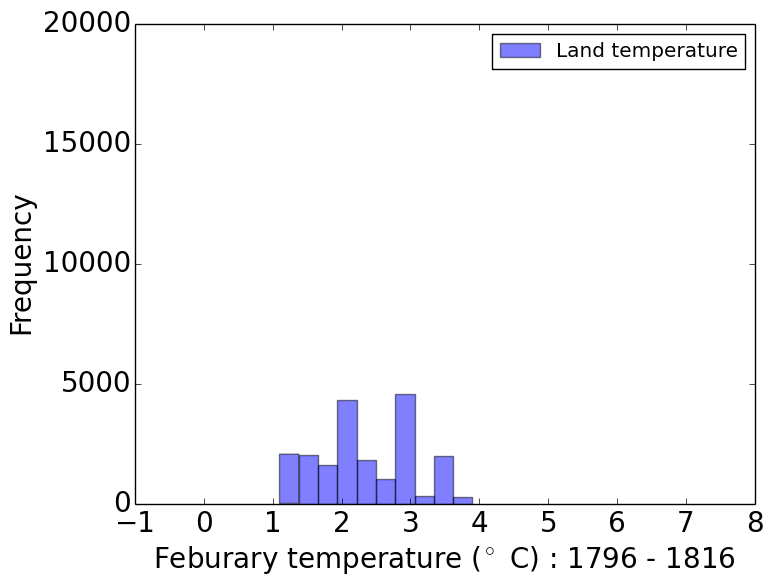 20000
Land temperature
15000
Frequency
10000
5000
0
−1 0 1 2 3 4 5 6 7 8
Feburary temperature (° C) : 1796 - 1816